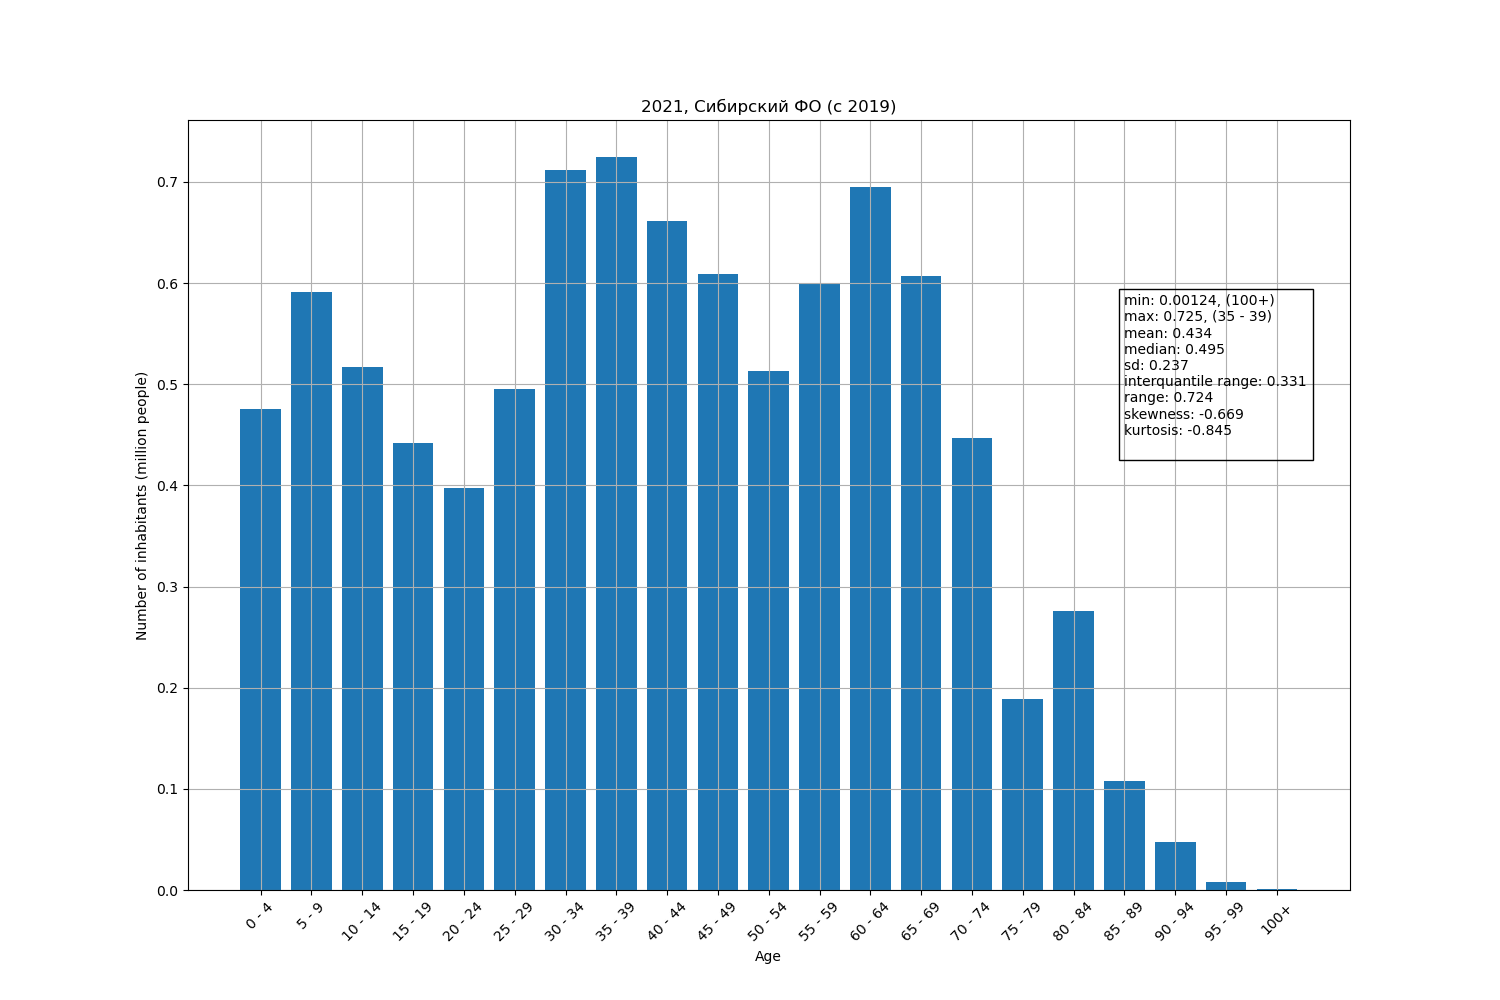 2021, Сибирский ФО (с 2019)
Number of inhabitants (million people)
0.7
0.6
0.5
0.4
0.3
0.2
0.1
0.0
min: 0.00124, (100+)
max: 0.725, (35 - 39)
mean: 0.434
median: 0.495
sd: 0.237
interquantile range: 0.331
range: 0.724
skewness: -0.669
kurtosis: -0.845
0 - 4
5 - 9
10 - 14
15 - 19
20 - 24
25 - 29
30 - 34
35 - 39
40 - 44
45 - 49
50 - 54
55 - 59
60 - 64
65 - 69
70 - 74
75 - 79
80 - 84
85 - 89
90 - 94
95 - 99
100+
Age